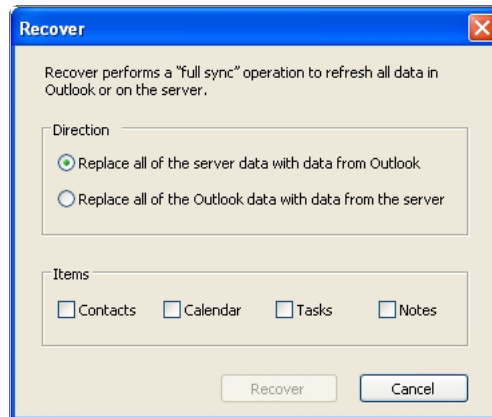 Recover
Recover performs a "full sync" operation to refresh all data in
Outlook or on the server.
Direction
Replace all of the server data with data from Outlook
Replace all of the Outlook data with data from the server
Items
Contacts Calendar Tasks Notes
Recover Cancel